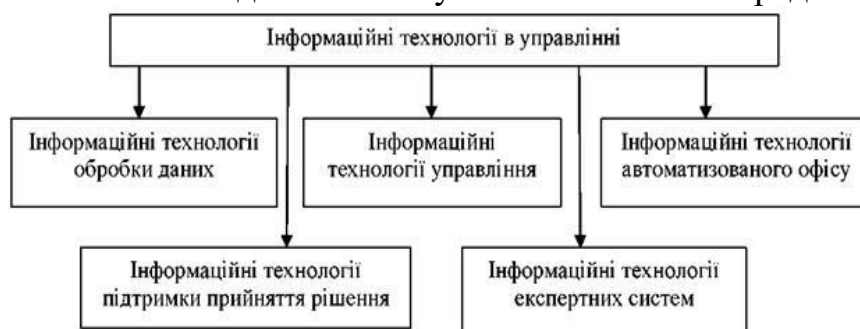 Інформаційні технології в управлінні
Інформаційні технології
обробки даних
Інформаційні
технології управління
Інформаційні технології
автоматизованого офісу
Інформаційні технології
підтримки прийняття рішення
Інформаційні технології
експертних систем